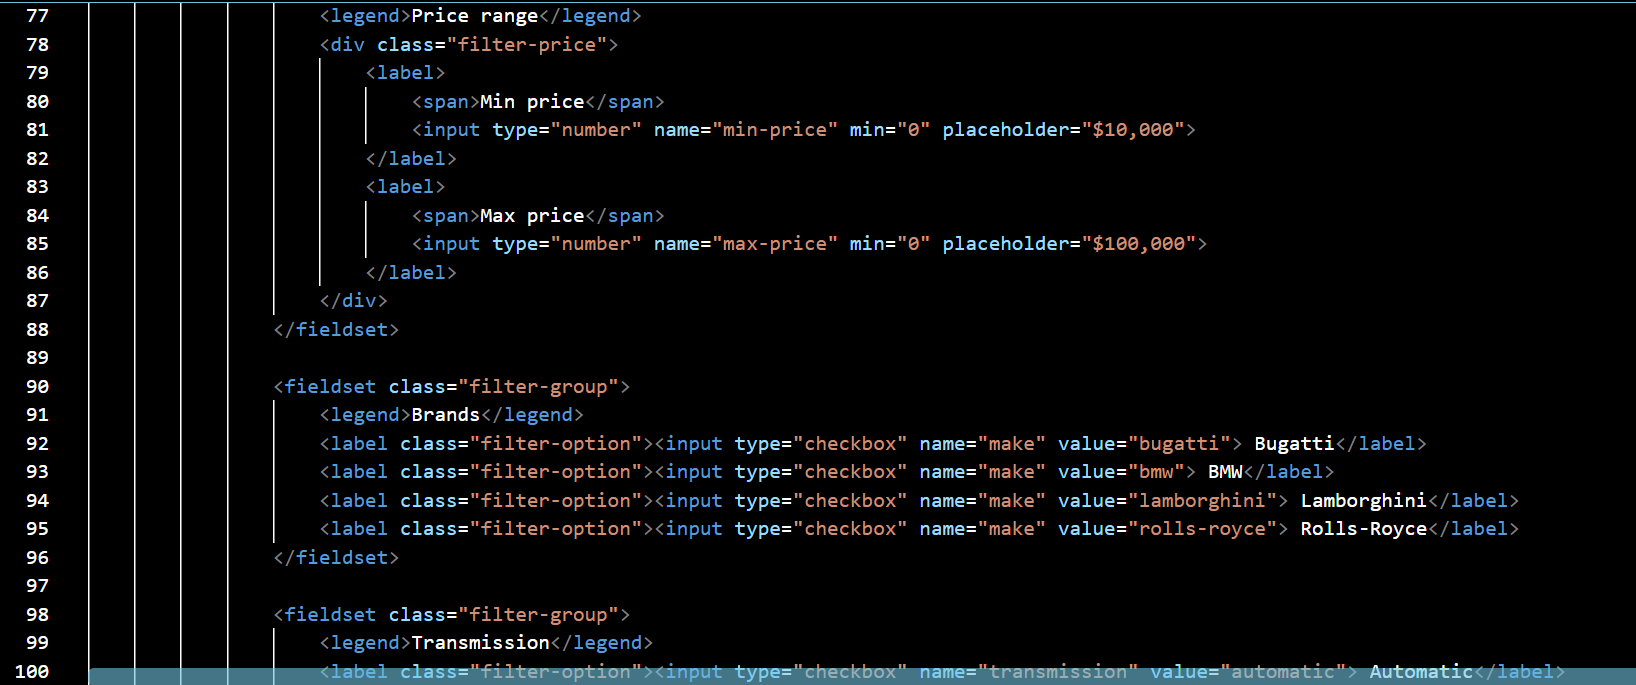 77 <legend>Price range</legend>
78 <div class="filter-price">
79 <label>
80 <span>Min price</span>
81 <input type="number" name="min-price" min="0" placeholder="$10,000">
82 </label>
83 <label>
84 <span>Max price</span>
85 <input type="number" name="max-price" min="0" placeholder="$100,000">
86 </label>
87 </div>
88 </fieldset>
89
90 <fieldset class="filter-group">
91 <legend>Brands</legend>
92 <label class="filter-option"><input type="checkbox" name="make" value="bugatti"> Bugatti</label>
93 <label class="filter-option"><input type="checkbox" name="make" value="bmw"> BMW</label>
94 <label class="filter-option"><input type="checkbox" name="make" value="lamborghini"> Lamborghini</label>
95 <label class="filter-option"><input type="checkbox" name="make" value="rolls-royce"> Rolls-Royce</label>
96 </fieldset>
97
98 <fieldset class="filter-group">
99 <legend>Transmission</legend>
100 <label class="filter-option"><input type="checkbox" name="transmission" value="automatic"> Automatic</label>